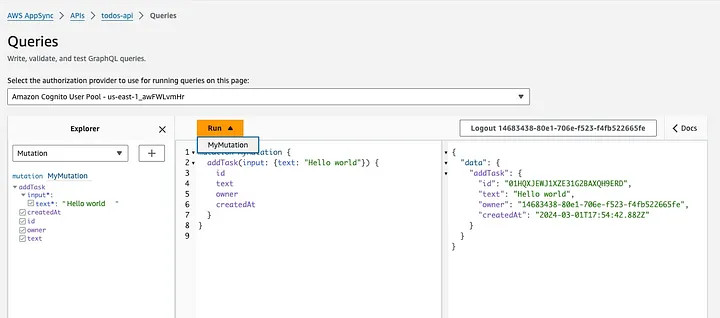 AWS AppSync > APIs > todos-api > Queries
Queries
Write, validate, and test GraphQL queries.
Select the authorization provider to use for running queries on this page:
Amazon Cognito User Pool - us-east-1_awFWLvmHr
Explorer
Mutation
mutation MyMutation
addTask
input*:
text*: "Hello world "
createdAt
id
owner
text
Run
MyMutation
Logout 14683438-80e1-706e-f523-f4fb522665fe
Docs
1 mutation MyMutation {
2 addTask(input: {text: "Hello world"}) {
3 id
4 text
5 owner
6 createdAt
7 }
8 }
9
{
"data": {
"addTask": {
"id": "01HQXJEWJ1XZE31G2BAXQH9ERD",
"text": "Hello world",
"owner": "14683438-80e1-706e-f523-f4fb522665fe",
"createdAt": "2024-03-01T17:54:42.882Z"
}
}
}